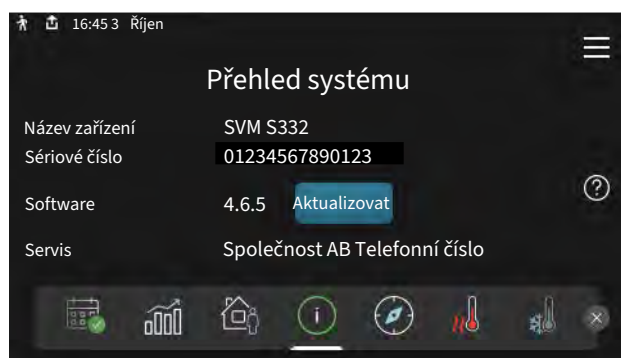 16:45 3 Říjen
Přehled systému
Název zařízení SVM S332
Sériové číslo 01234567890123
Software 4.6.5 Aktualizovat
Servis Společnost AB Telefonní číslo